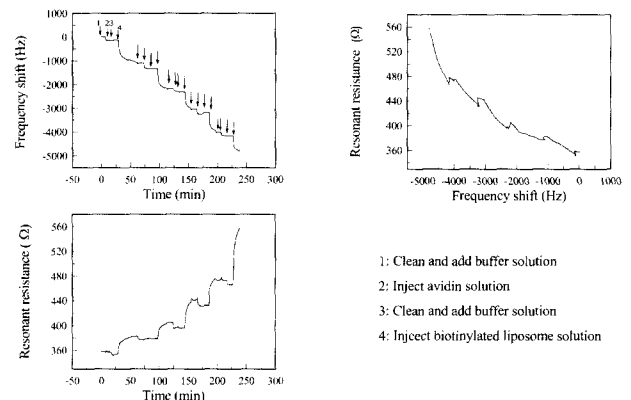 1000
0
-1000
-2000
-3000
-4000
-5000
Frequency shift (Hz)
1 23 4
-50 0 50 100 150 200 250 300
Time (min)
560
520
480
440
400
360
Resonant resistance (Ω)
-5000 -4000 -3000 -2000 -1000 0 1000
Frequency shift (Hz)
560
520
480
440
400
360
Resonant resistance (Ω)
-50 0 50 100 150 200 250 300
Time (min)
1: Clean and add buffer solution
2: Inject avidin solution
3: Clean and add buffer solution
4: Injcect biotinylated liposome solution